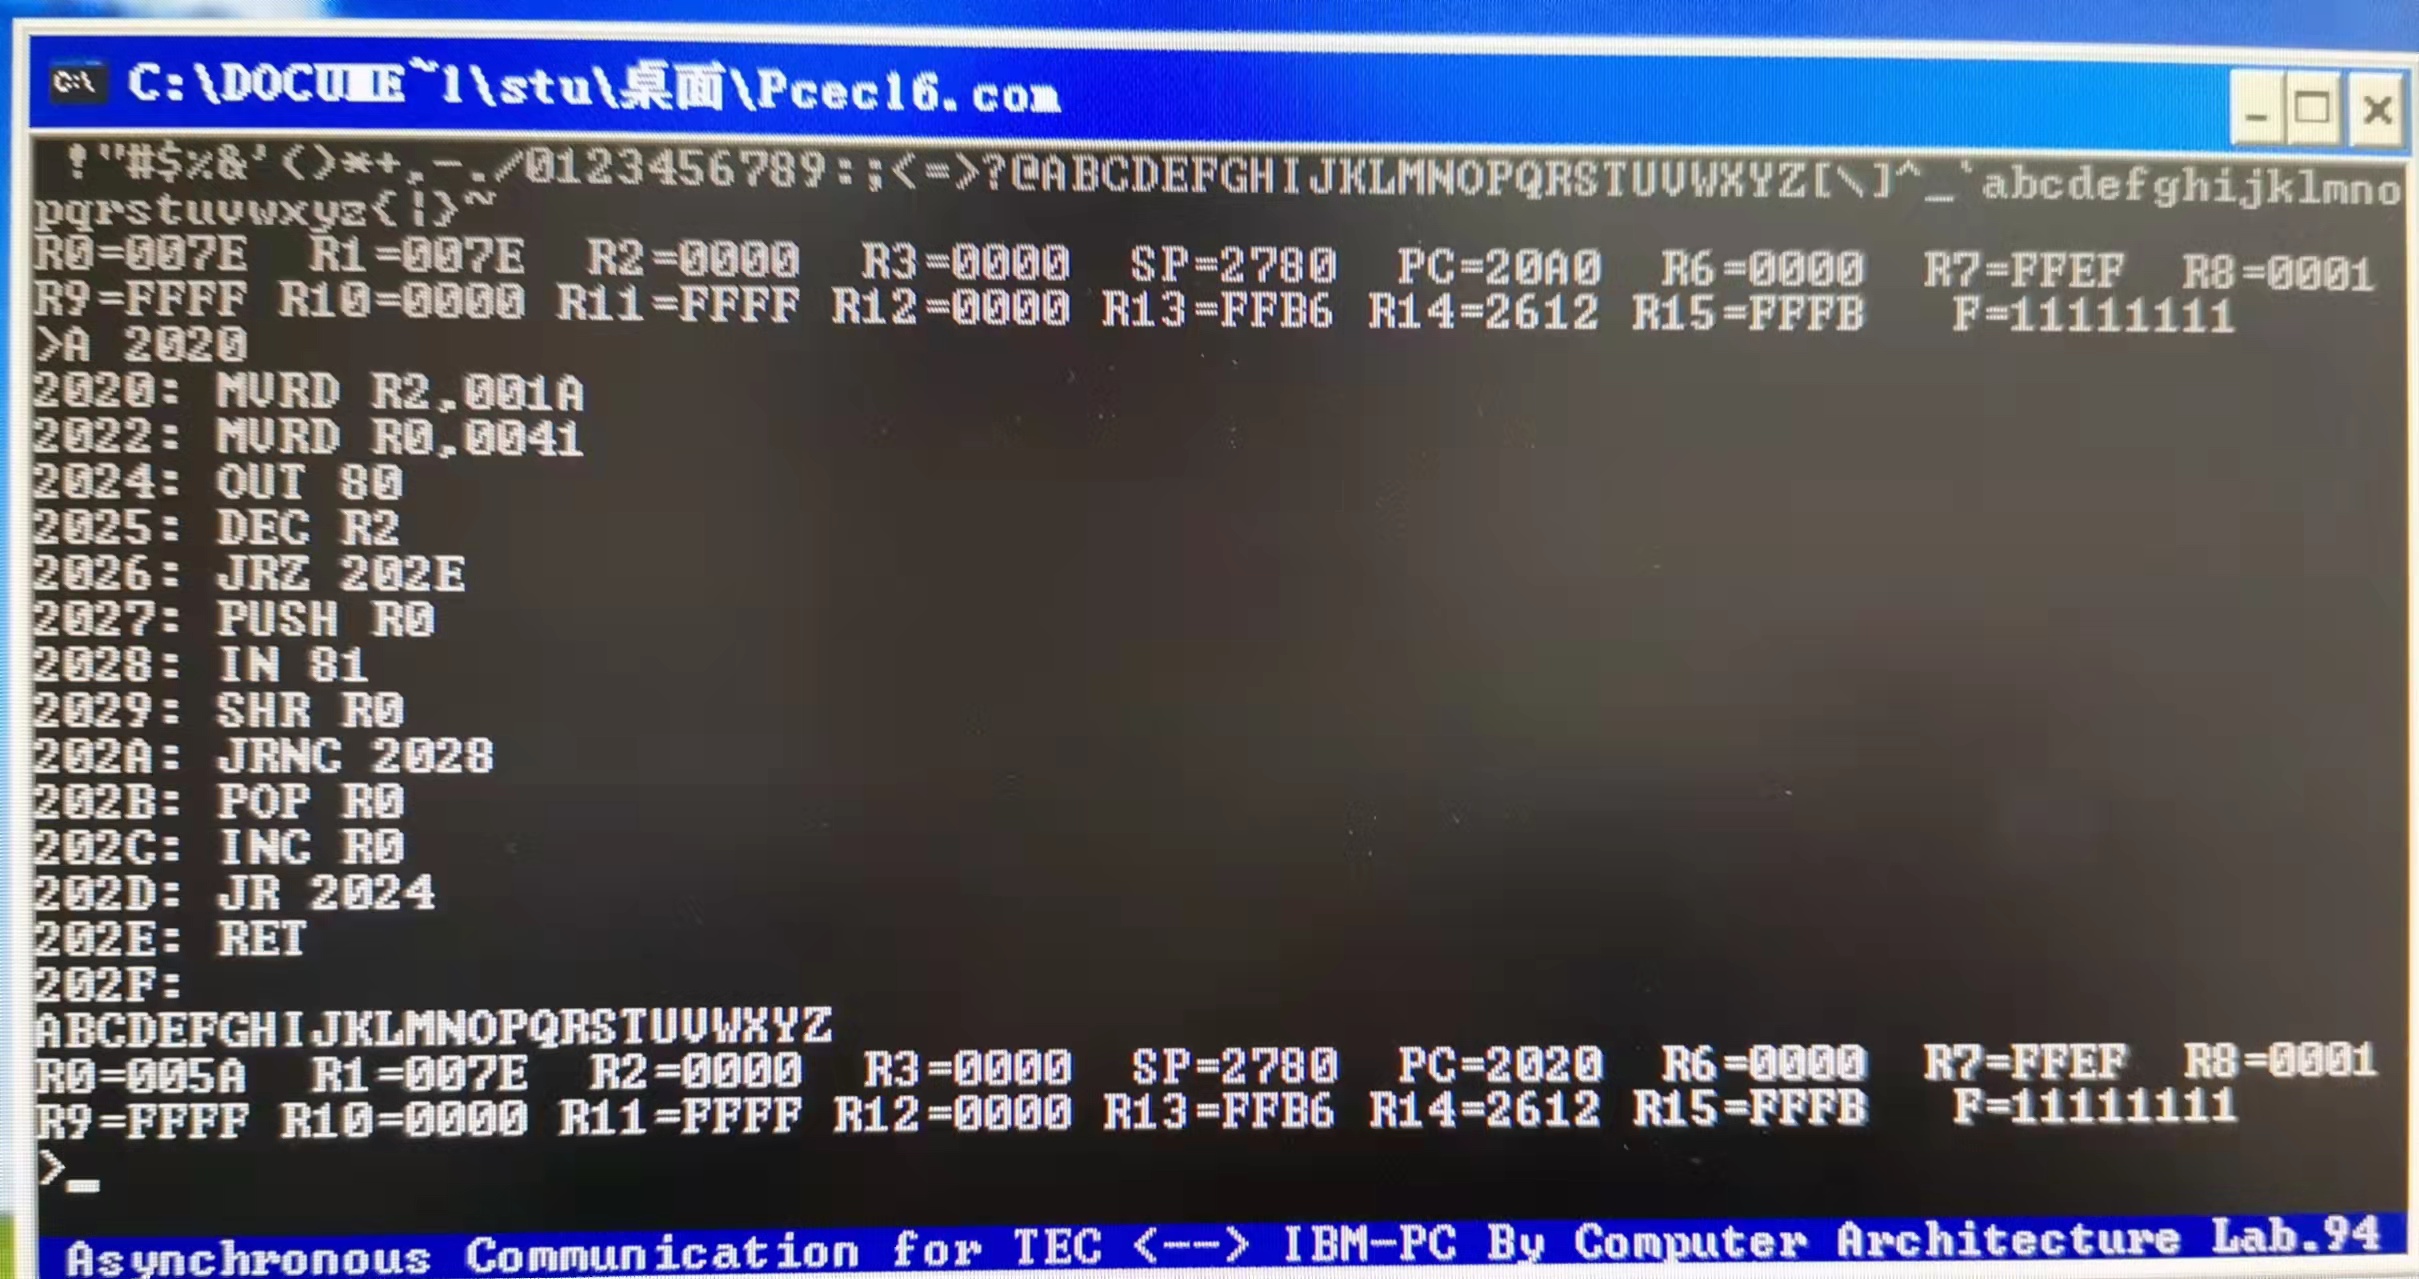 C:\DOCUME~1\stu\桌面\Pcec16.com
!"#$%&'()*+,-./0123456789:;<=>?@ABCDEFGHIJKLMNOPQRSTUVWXYZ[\]^_`abcdefghijklmno
pqrstuvwxyz{|}~
R0=007E R1=007E R2=0000 R3=0000 SP=2780 PC=20A0 R6=0000 R7=FFEF R8=0001
R9=FFFF R10=0000 R11=FFFF R12=0000 R13=FFB6 R14=2612 R15=FFFB F=11111111
>A 2020
2020: MVRD R2,001A
2022: MVRD R0,0041
2024: OUT 80
2025: DEC R2
2026: JRZ 202E
2027: PUSH R0
2028: IN 81
2029: SHR R0
202A: JRNC 2028
202B: POP R0
202C: INC R0
202D: JR 2024
202E: RET
202F:
ABCDEFGHIJKLMNOPQRSTUVWXYZ
R0=005A R1=007E R2=0000 R3=0000 SP=2780 PC=2020 R6=0000 R7=FFEF R8=0001
R9=FFFF R10=0000 R11=FFFF R12=0000 R13=FFB6 R14=2612 R15=FFFB F=11111111
>_
Asynchronous Communication for TEC <--> IBM-PC By Computer Architecture Lab.94